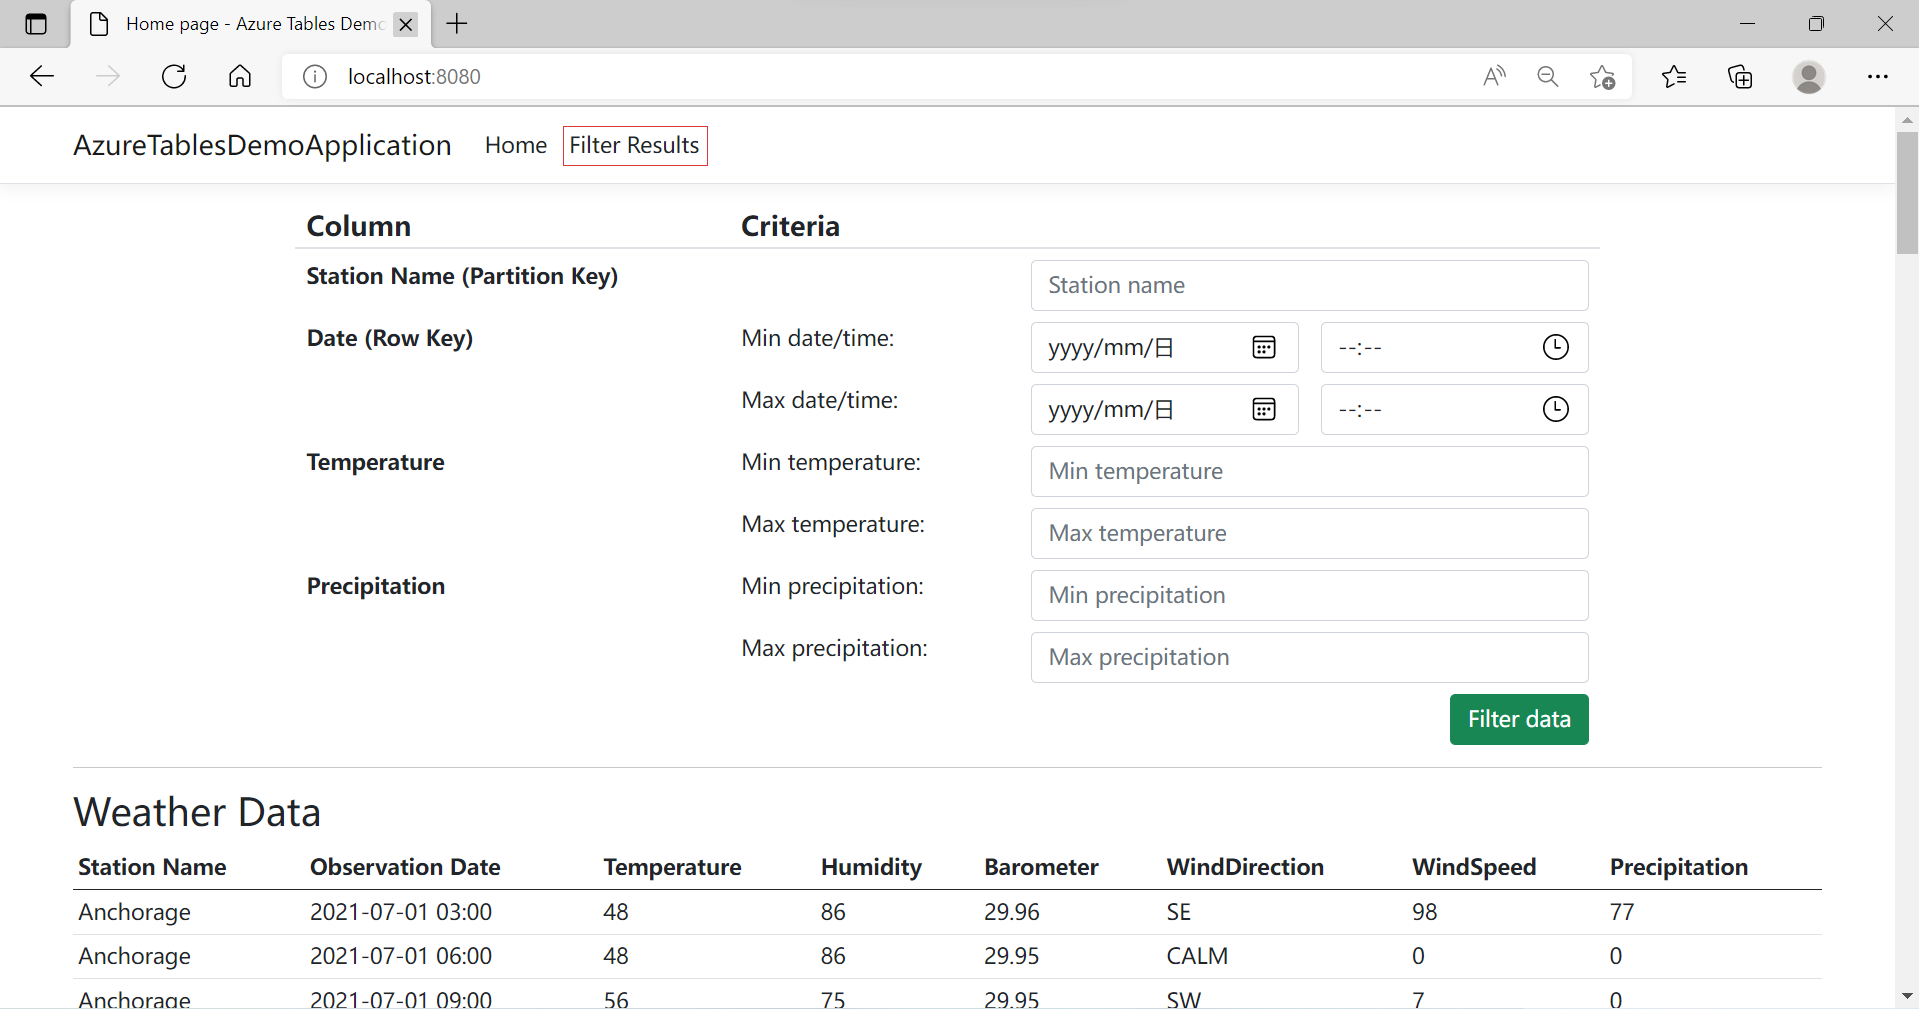 Home page - Azure Tables Demo
localhost:8080
AzureTablesDemoApplication Home Filter Results
Column Criteria
Station Name (Partition Key) Station name
Date (Row Key) Min date/time: yyyy/mm/日 --:--
Max date/time: yyyy/mm/日 --:--
Temperature Min temperature: Min temperature
Max temperature: Max temperature
Precipitation Min precipitation: Min precipitation
Max precipitation: Max precipitation
Filter data
Weather Data
Station Name Observation Date Temperature Humidity Barometer WindDirection WindSpeed Precipitation
Anchorage 2021-07-01 03:00 48 86 29.96 SE 98 77
Anchorage 2021-07-01 06:00 48 86 29.95 CALM 0 0
Anchorage 2021-07-01 09:00 56 75 29.95 SW 7 0